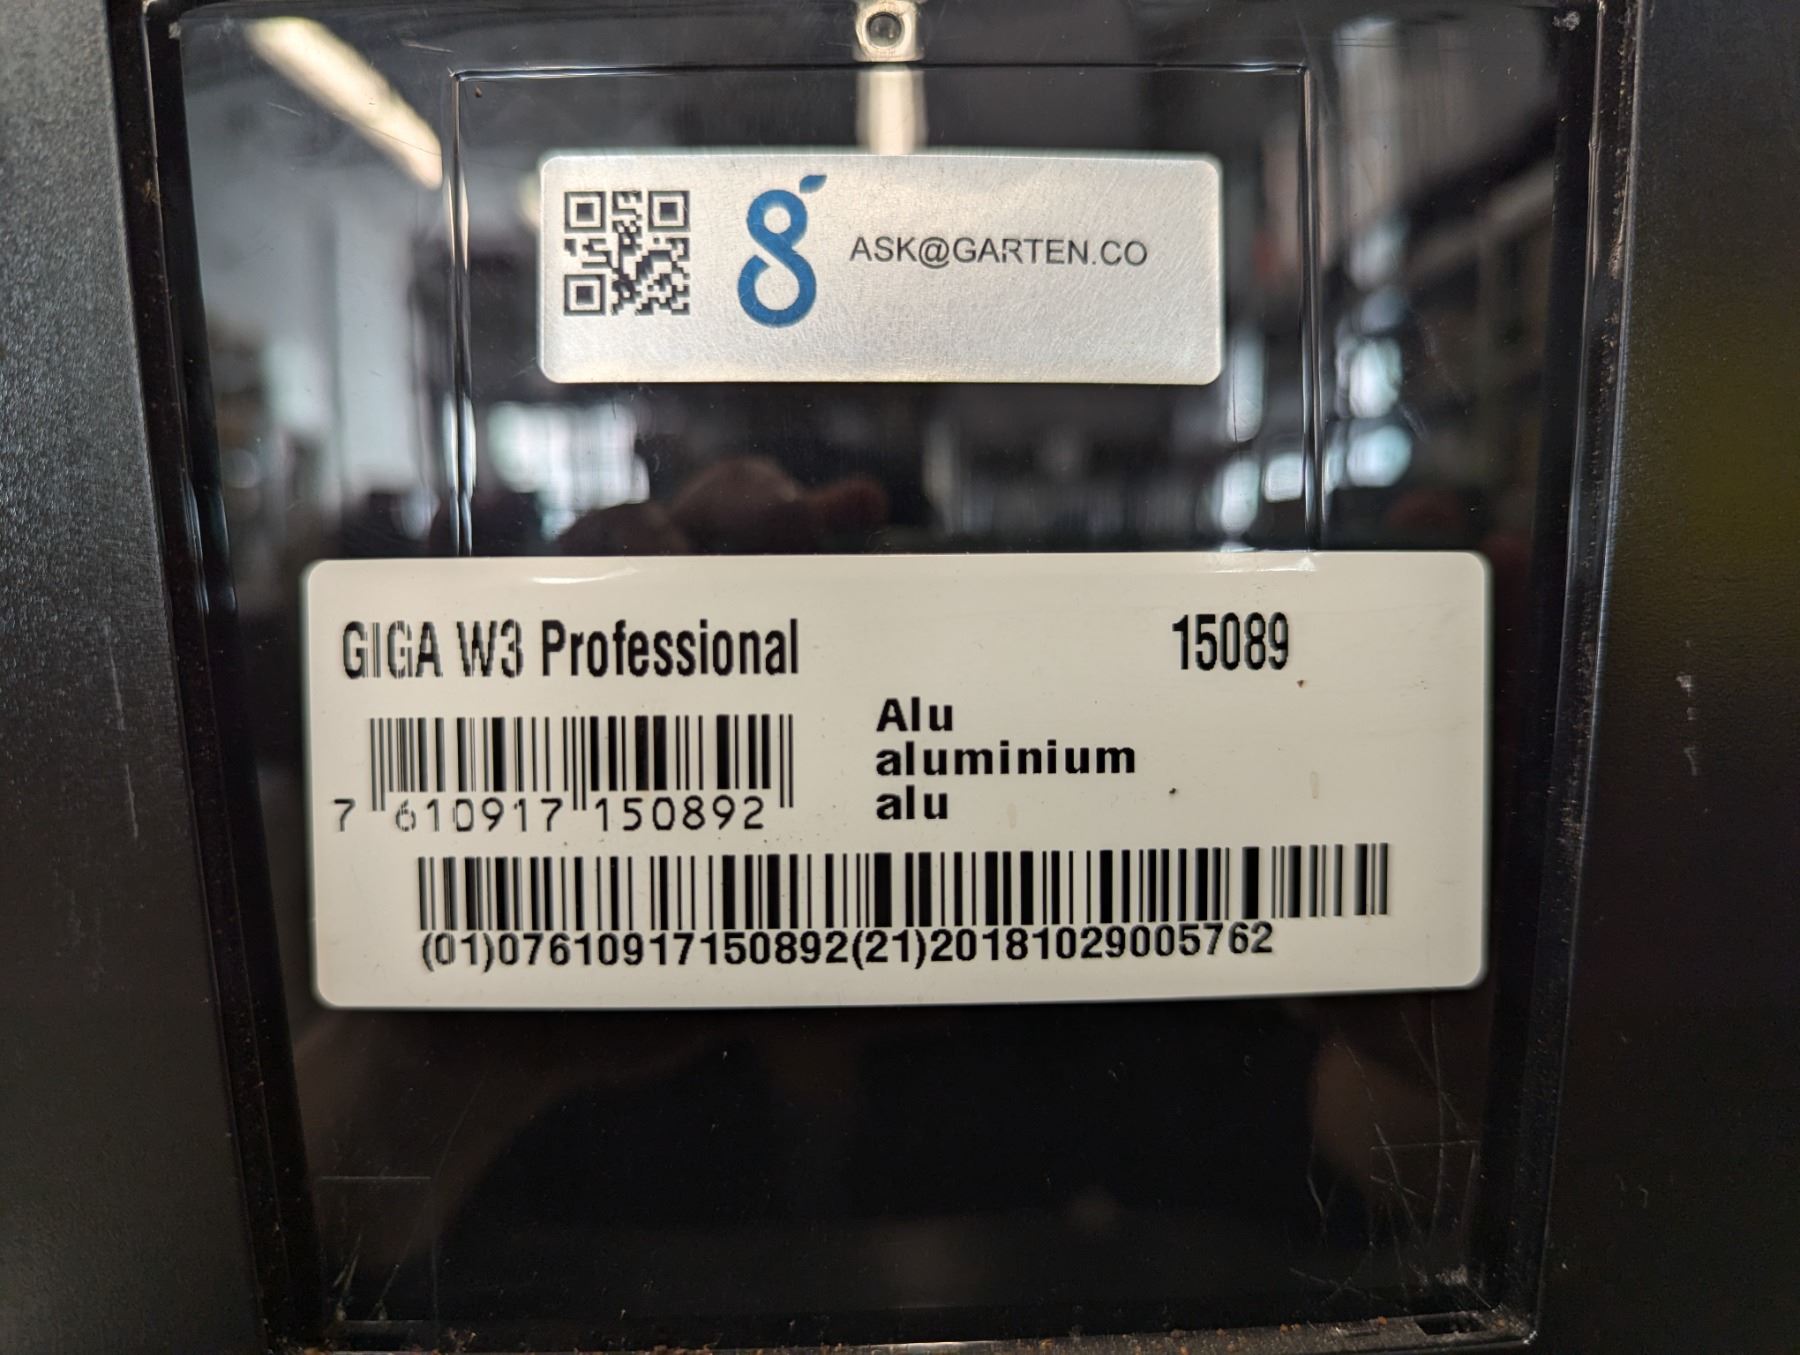 ASK@GARTEN.CO
GIGA W3 Professional 15089
Alu
aluminium
alu
7 610917 150892
(01)07610917150892(21)20181029005762